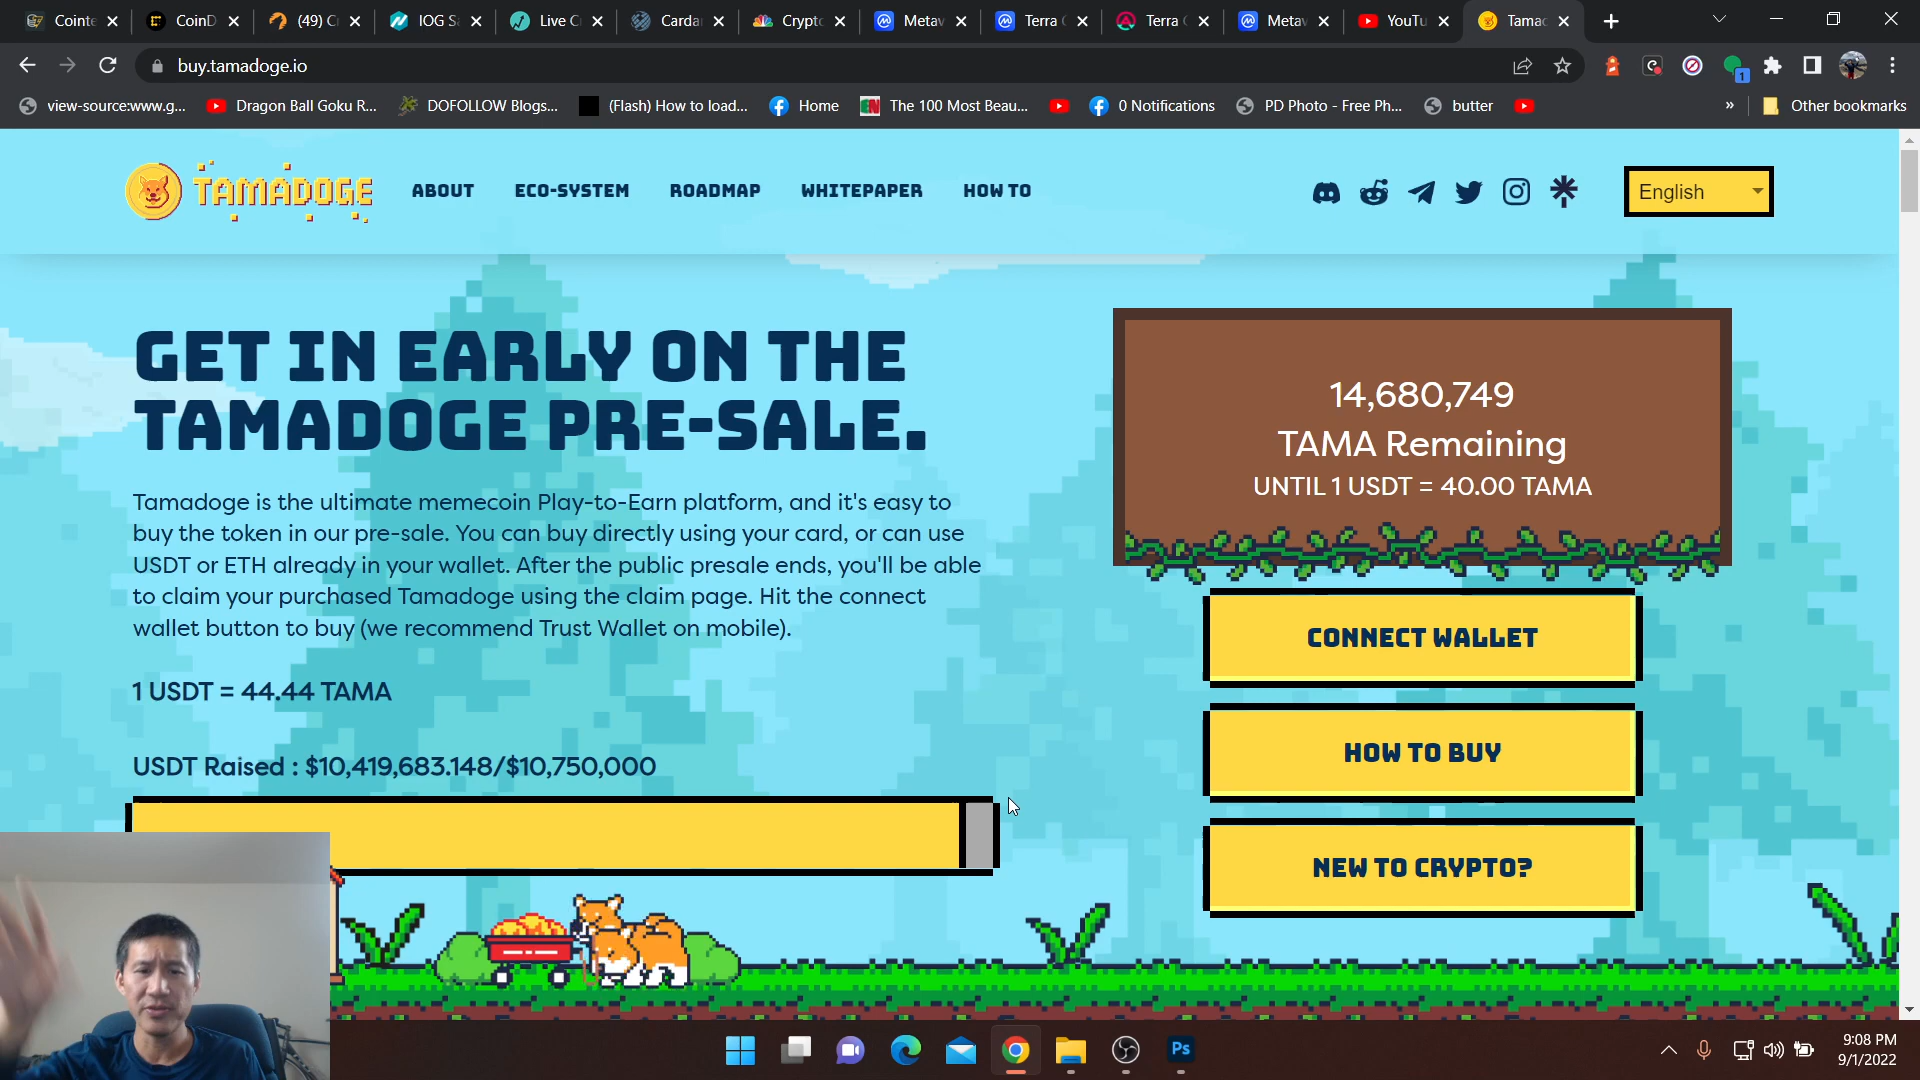 Cointe
CoinD
(49) C
IOG S
Live C
Carda
Crypto
Metav
Terra
Terra
Metav
YouTu
Tamad
buy.tamadoge.io
1
view-source:www.g...
Dragon Ball Goku R...
DOFOLLOW Blogs...
(Flash) How to load...
Home
The 100 Most Beau...
0 Notifications
PD Photo - Free Ph...
butter
»
Other bookmarks
TAMADOGE
ABOUT
ECO-SYSTEM
ROADMAP
WHITEPAPER
HOW TO
English
GET IN EARLY ON THE
TAMADOGE PRE-SALE.
Tamadoge is the ultimate memecoin Play-to-Earn platform, and it's easy to
buy the token in our pre-sale. You can buy directly using your card, or can use
USDT or ETH already in your wallet. After the public presale ends, you'll be able
to claim your purchased Tamadoge using the claim page. Hit the connect
wallet button to buy (we recommend Trust Wallet on mobile).
1 USDT = 44.44 TAMA
USDT Raised : $10,419,683.148/$10,750,000
14,680,749
TAMA Remaining
UNTIL 1 USDT = 40.00 TAMA
CONNECT WALLET
HOW TO BUY
NEW TO CRYPTO?
Ps
9:08 PM
9/1/2022